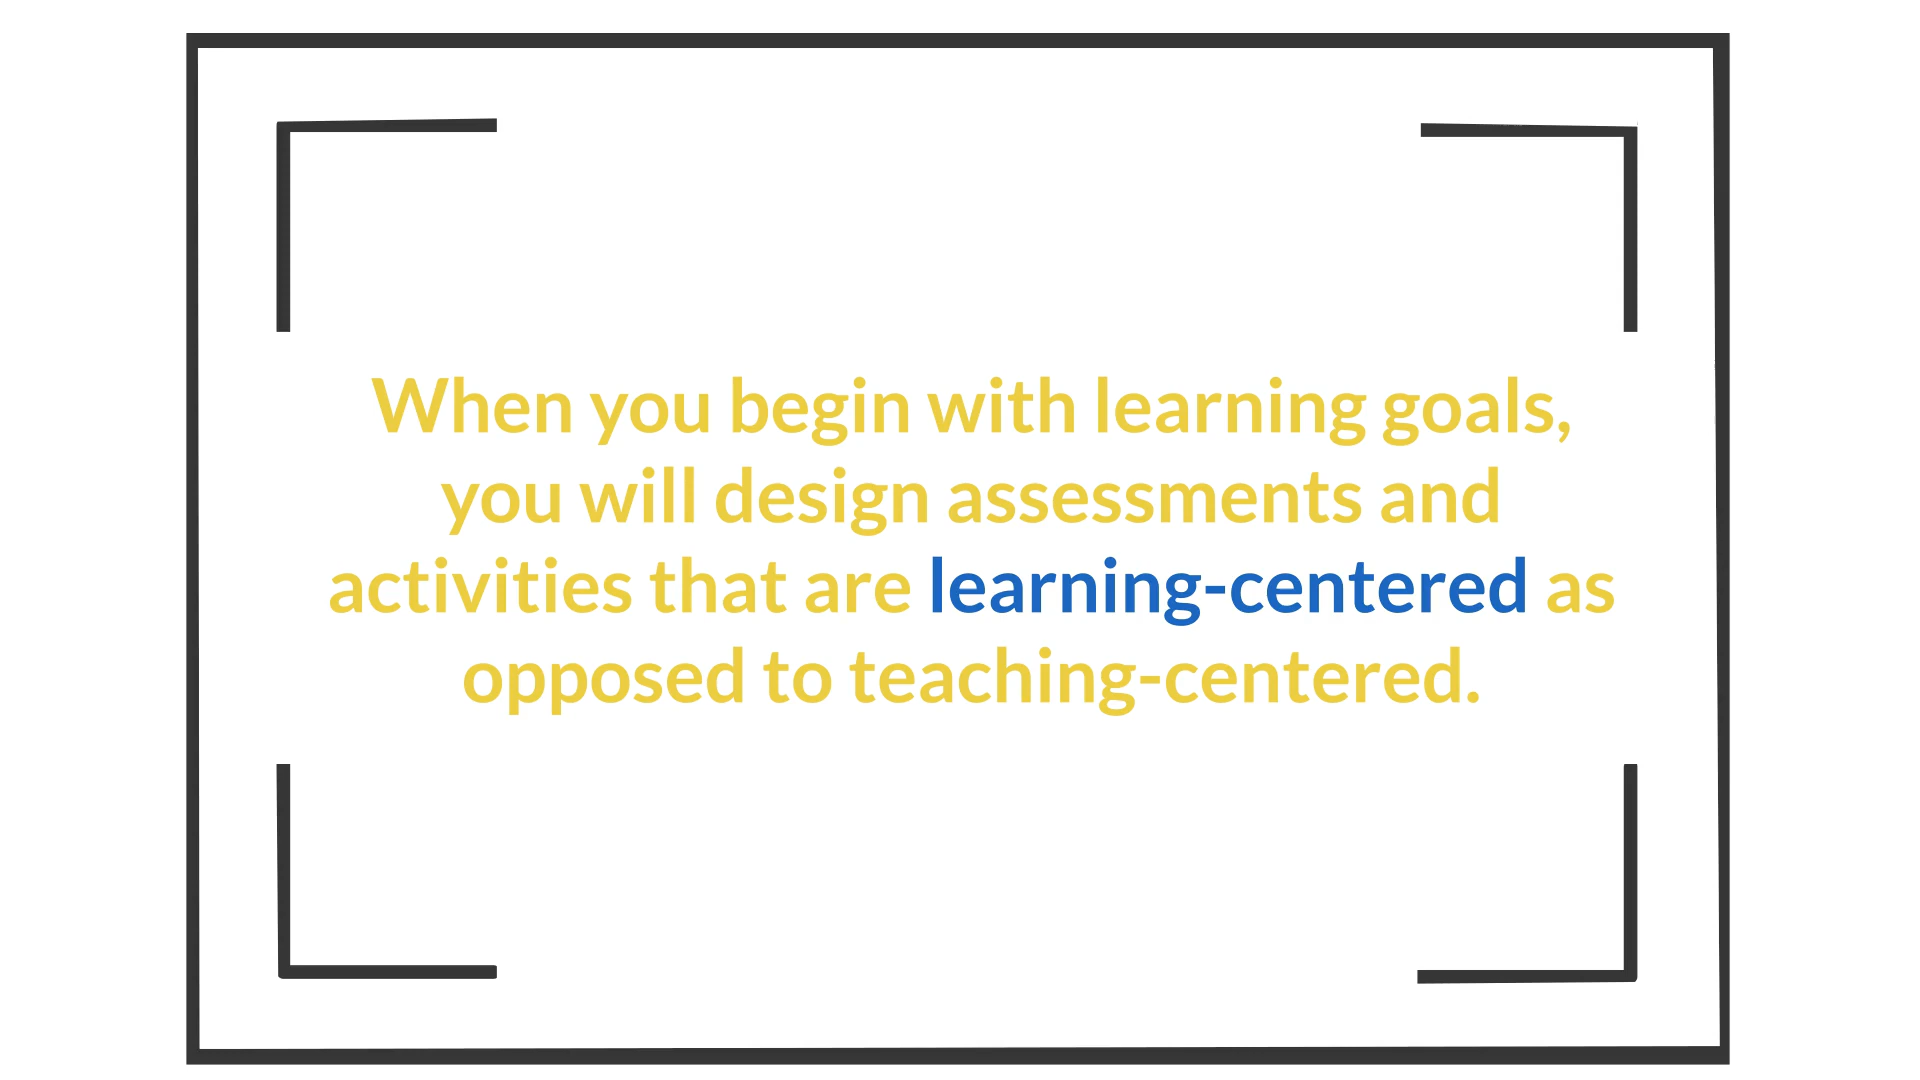 When you begin with learning goals,
you will design assessments and
activities that are learning-centered as
opposed to teaching-centered.